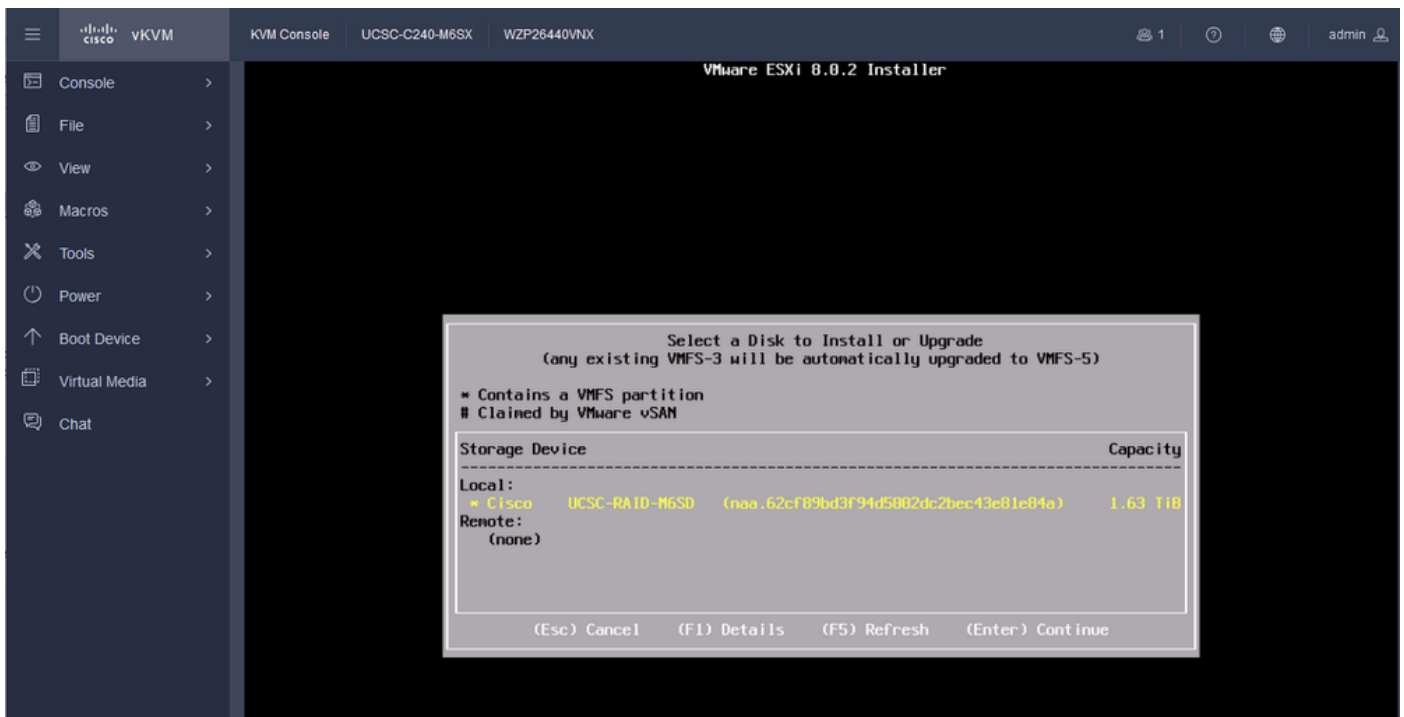 cisco vKVM KVM Console UCSC-C240-M6SX WZP26440VNX 1 admin
Console
File
View
Macros
Tools
Power
Boot Device
Virtual Media
Chat
VMware ESXi 8.0.2 Installer
Select a Disk to Install or Upgrade
(any existing VMFS-3 will be automatically upgraded to VMFS-5)
* Contains a VMFS partition
# Claimed by VMware vSAN
Storage Device Capacity
Local:
* Cisco UCSC-RAID-M6SD (naa.62cf89bd3f94d5002dc2bec43e81e84a) 1.63 TiB
Remote:
(none)
(Esc) Cancel (F1) Details (F5) Refresh (Enter) Continue